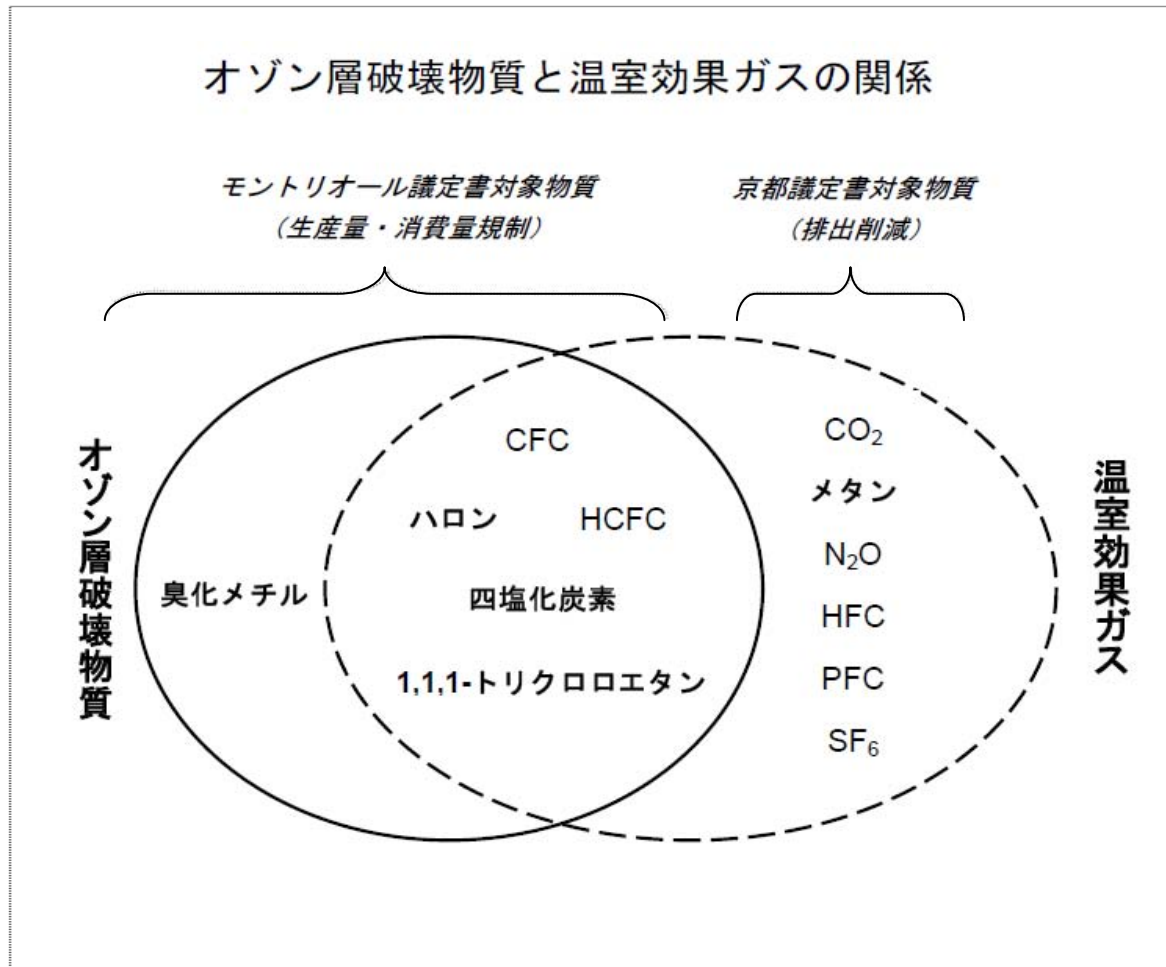 オゾン層破壊物質と温室効果ガスの関係
モントリオール議定書対象物質
（生産量・消費量規制）
京都議定書対象物質
（排出削減）
オゾン層破壊物質
臭化メチル
CFC
ハロン
HCFC
四塩化炭素
1,1,1-トリクロロエタン
CO₂
メタン
N₂O
HFC
PFC
SF₆
温室効果ガス